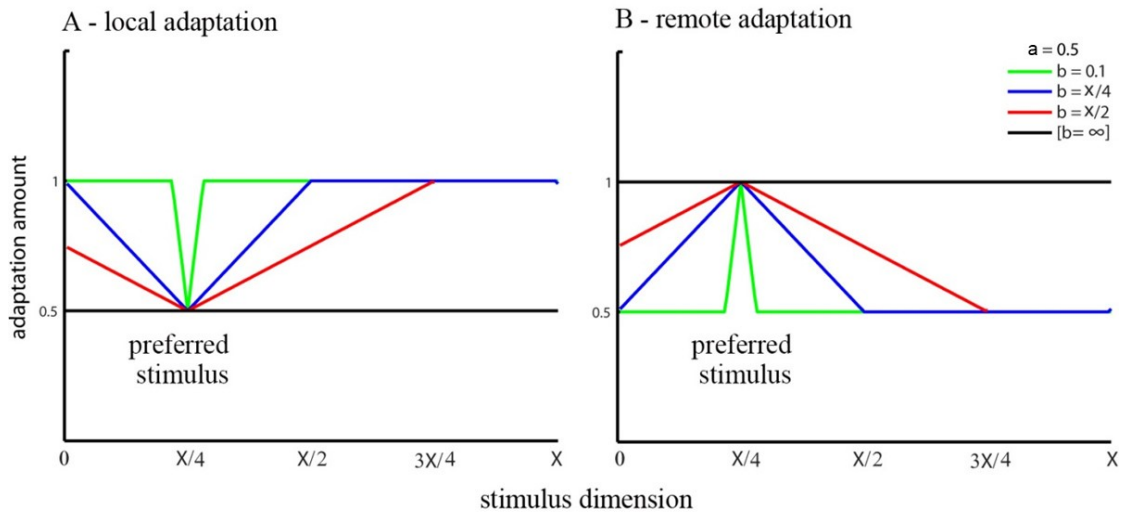 A - local adaptation
B - remote adaptation
a = 0.5
b = 0.1
b = X/4
b = X/2
[b= ∞]
adaptation amount
1
0.5
preferred
stimulus
0
X/4
X/2
3X/4
X
1
0.5
preferred
stimulus
0
X/4
X/2
3X/4
X
stimulus dimension